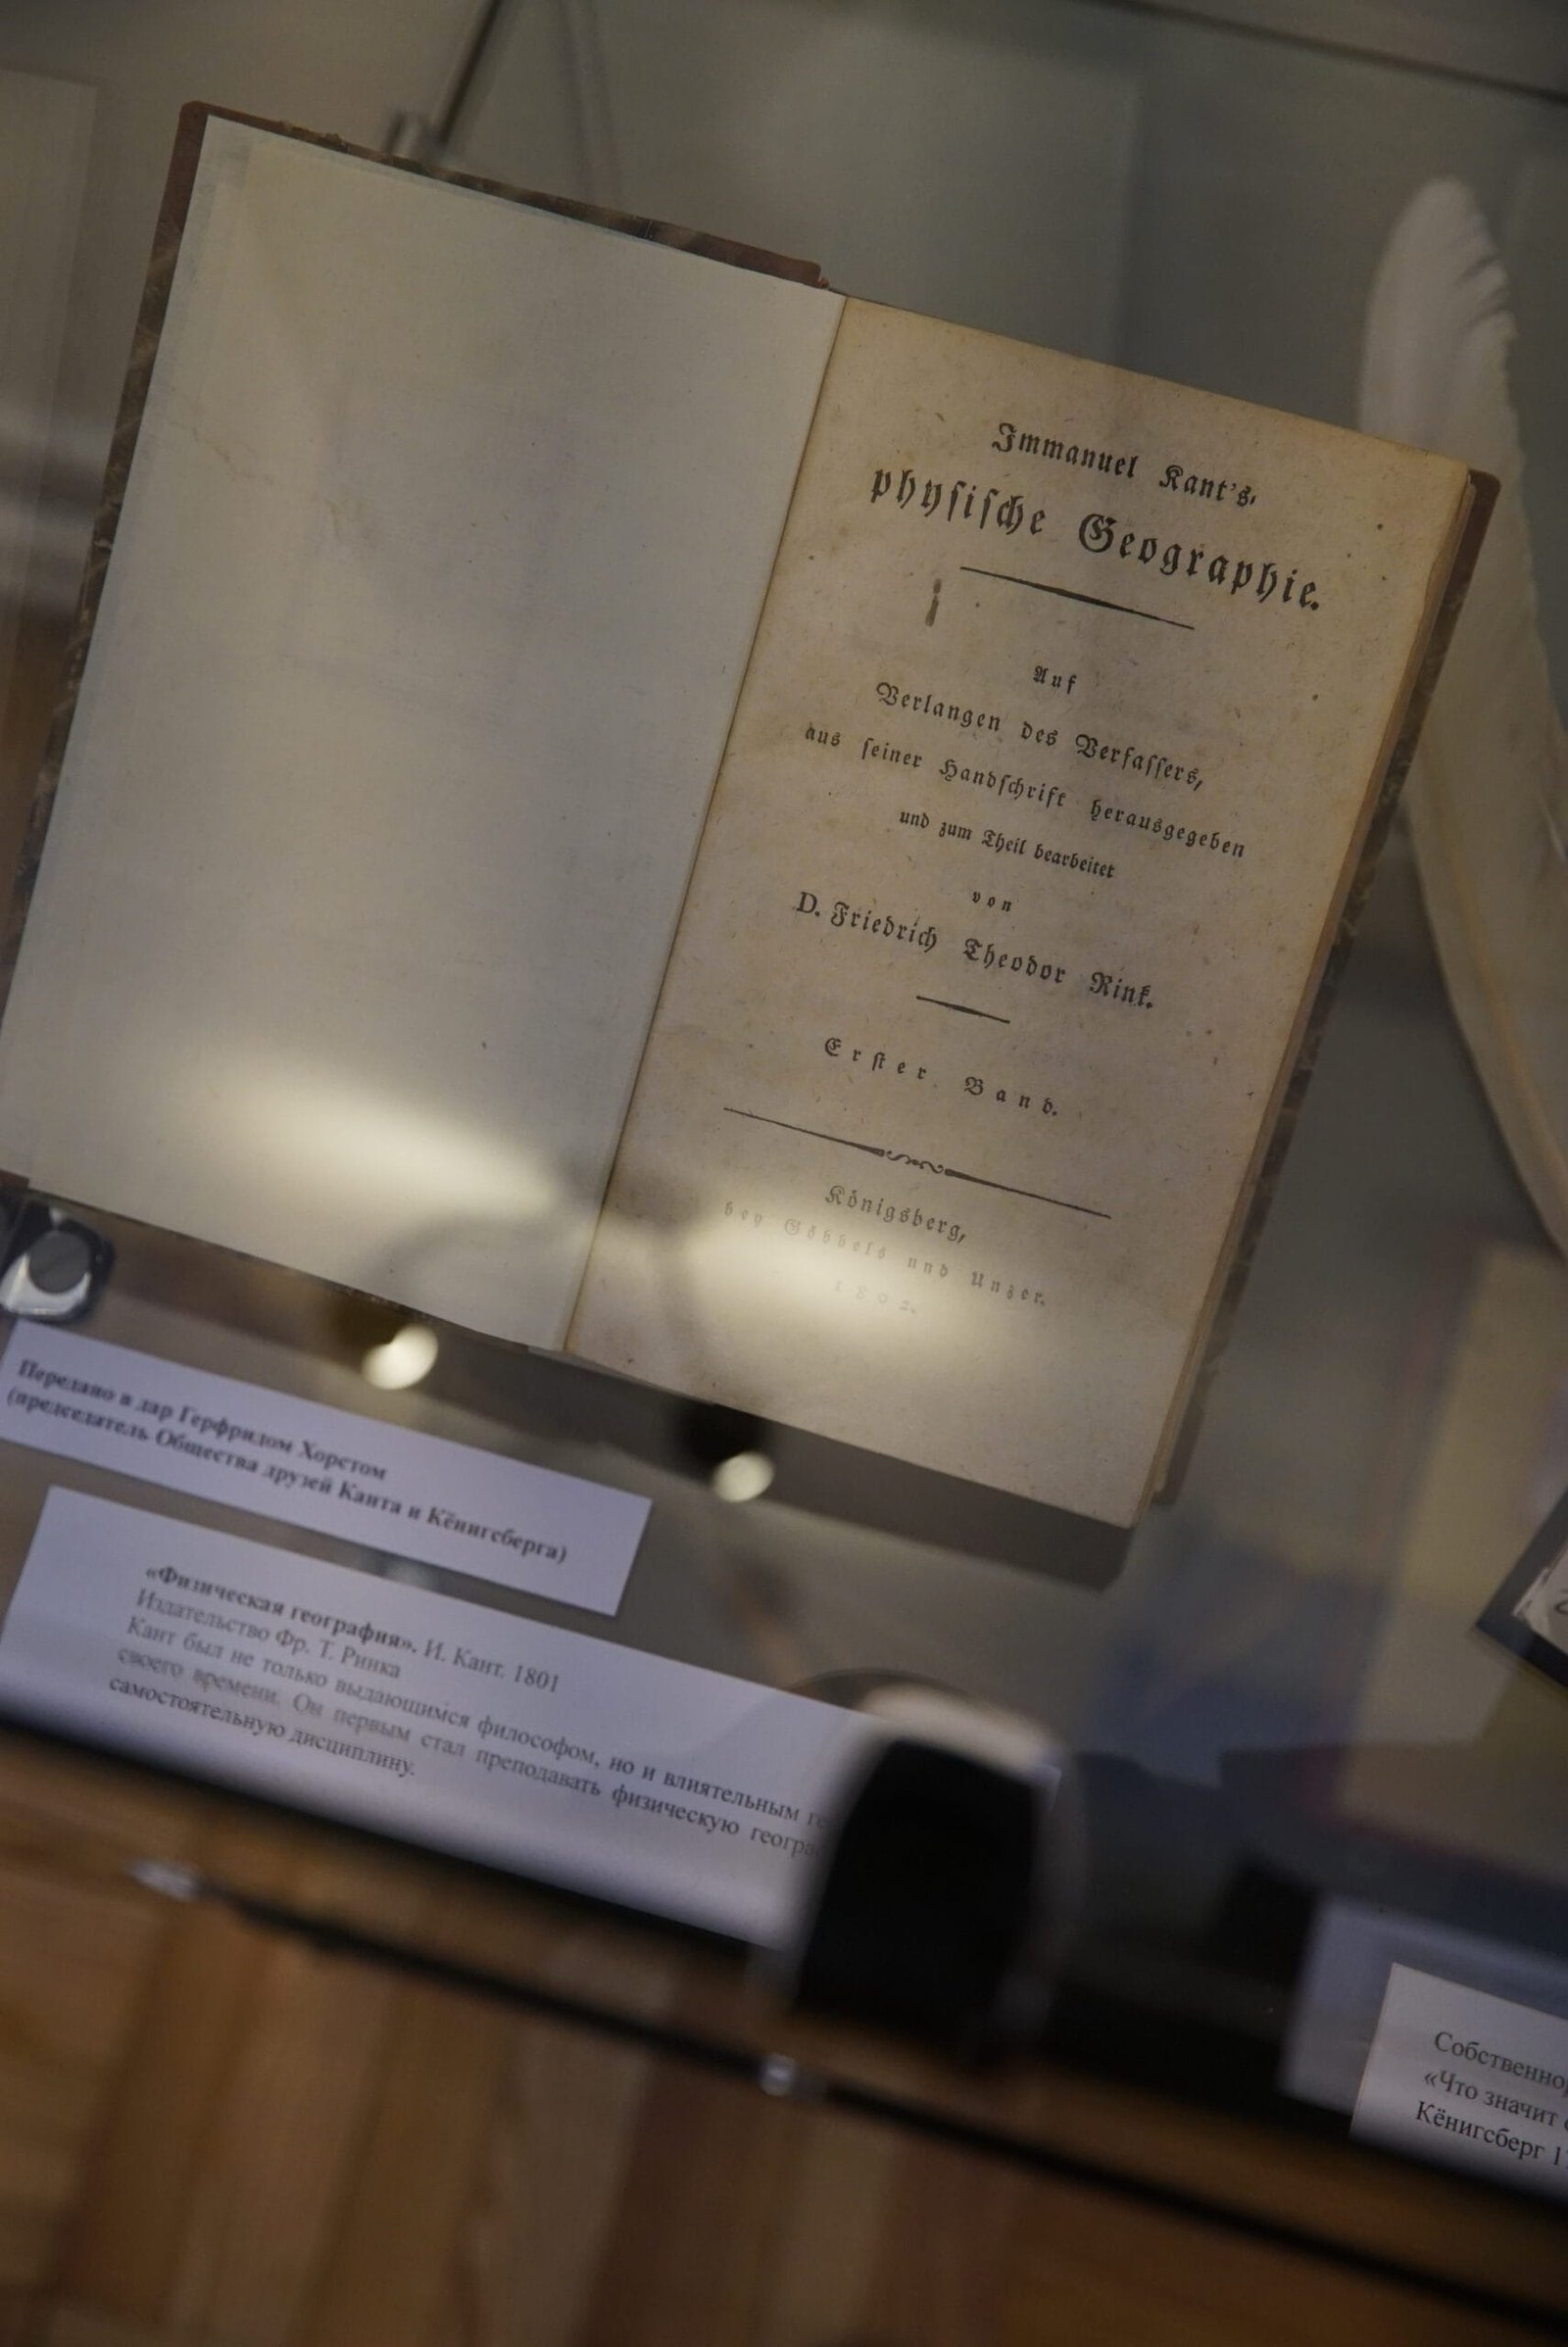 Immanuel Kant's
physische Geographie.
Auf
Verlangen des Verfassers,
aus seiner Handschrift herausgegeben
und zum Theil bearbeitet
von
D. Friedrich Theodor Rink.
Erster Band.
Königsberg,
bey Göbbels und Unzer.
1802.
Передано в дар Герфридом Хорстом
(председатель Общества друзей Канта и Кёнигсберга)
«Физическая география». И. Кант. 1801
Издательство Фр. Т. Ринка
Кант был не только выдающимся философом, но и влиятельным
своего времени. Он первым стал преподавать физическую
самостоятельную дисциплину.
«Что значит
Кёнигсберг